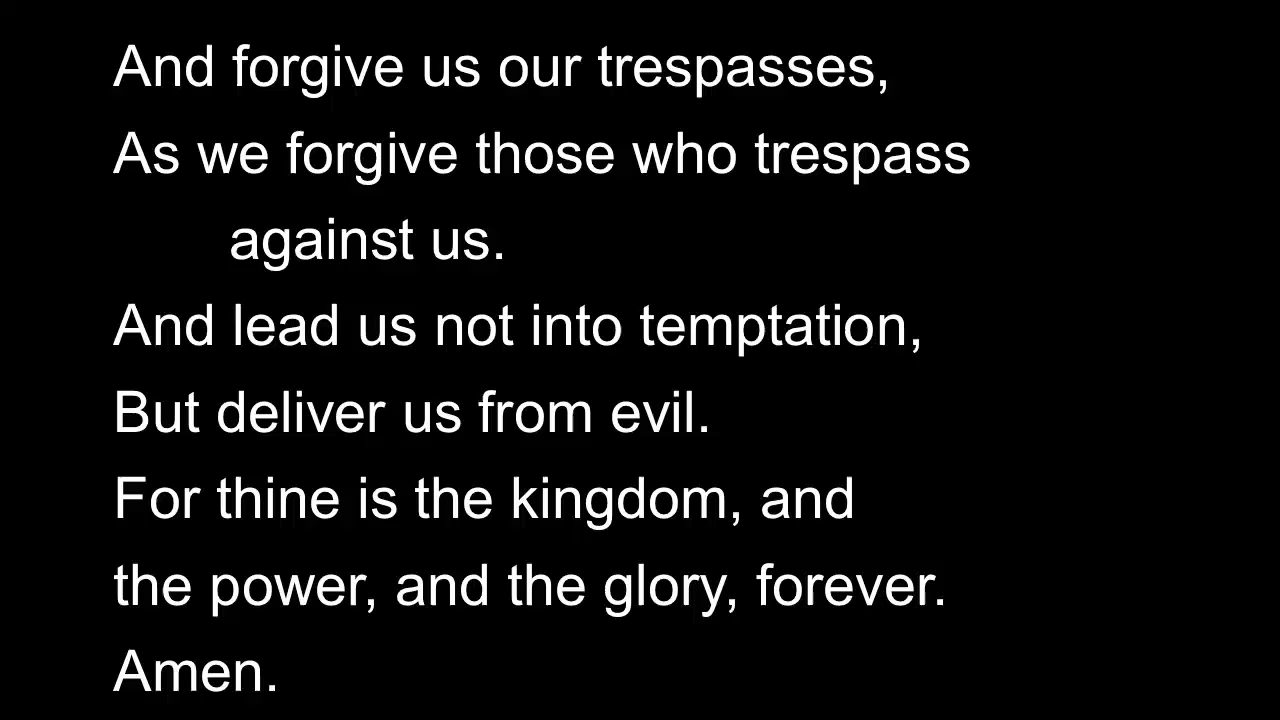 And forgive us our trespasses,
As we forgive those who trespass
against us.
And lead us not into temptation,
But deliver us from evil.
For thine is the kingdom, and
the power, and the glory, forever.
Amen.